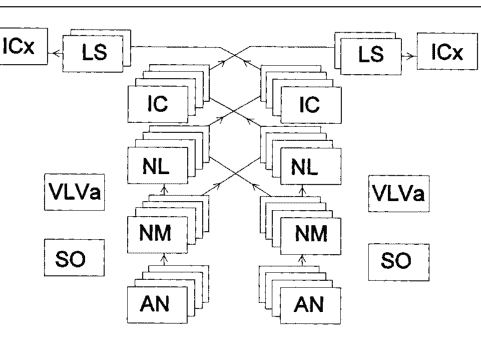 ICx LS LS ICx
IC IC
NL NL
VLVa VLVa
NM NM
SO SO
AN AN